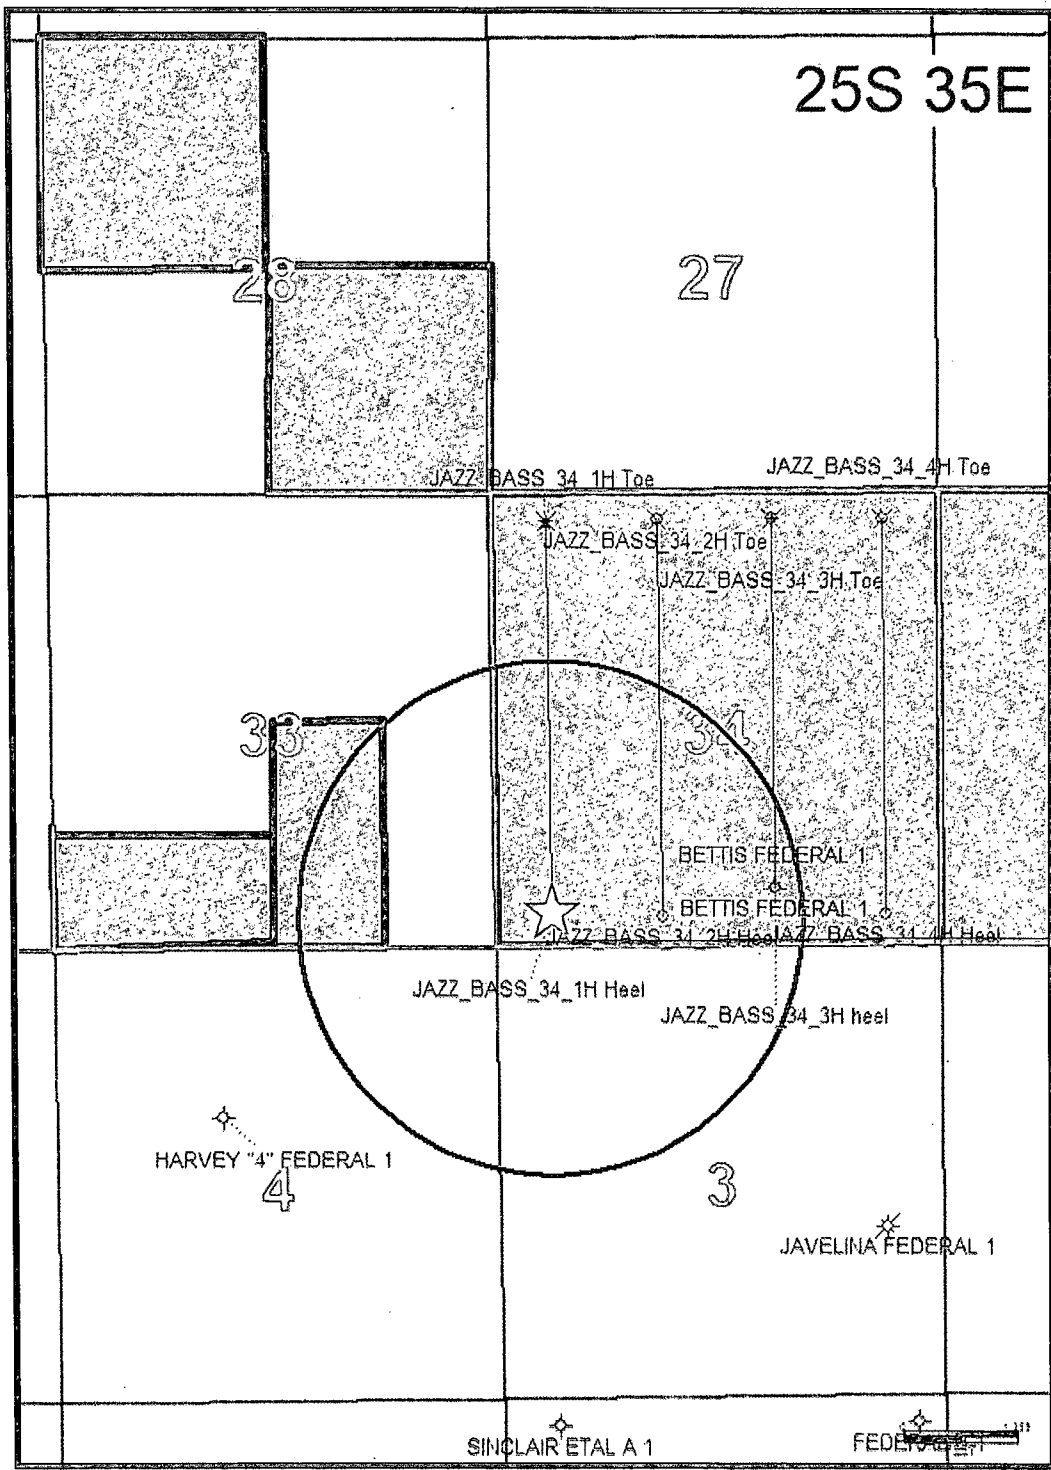 25S 35E
28
27
JAZZ_BASS_34_1H Toe
JAZZ_BASS_34_4H Toe
JAZZ_BASS_34_2H Toe
JAZZ_BASS_34_3H Toe
33
34
BETTIS FEDERAL 1
BETTIS FEDERAL 1
JAZZ_BASS_34_2H Heel
JAZZ_BASS_34_4H Heel
JAZZ_BASS_34_1H Heel
JAZZ_BASS_34_3H heel
HARVEY "4" FEDERAL 1
4
3
JAVELINA FEDERAL 1
SINCLAIR ETAL A 1